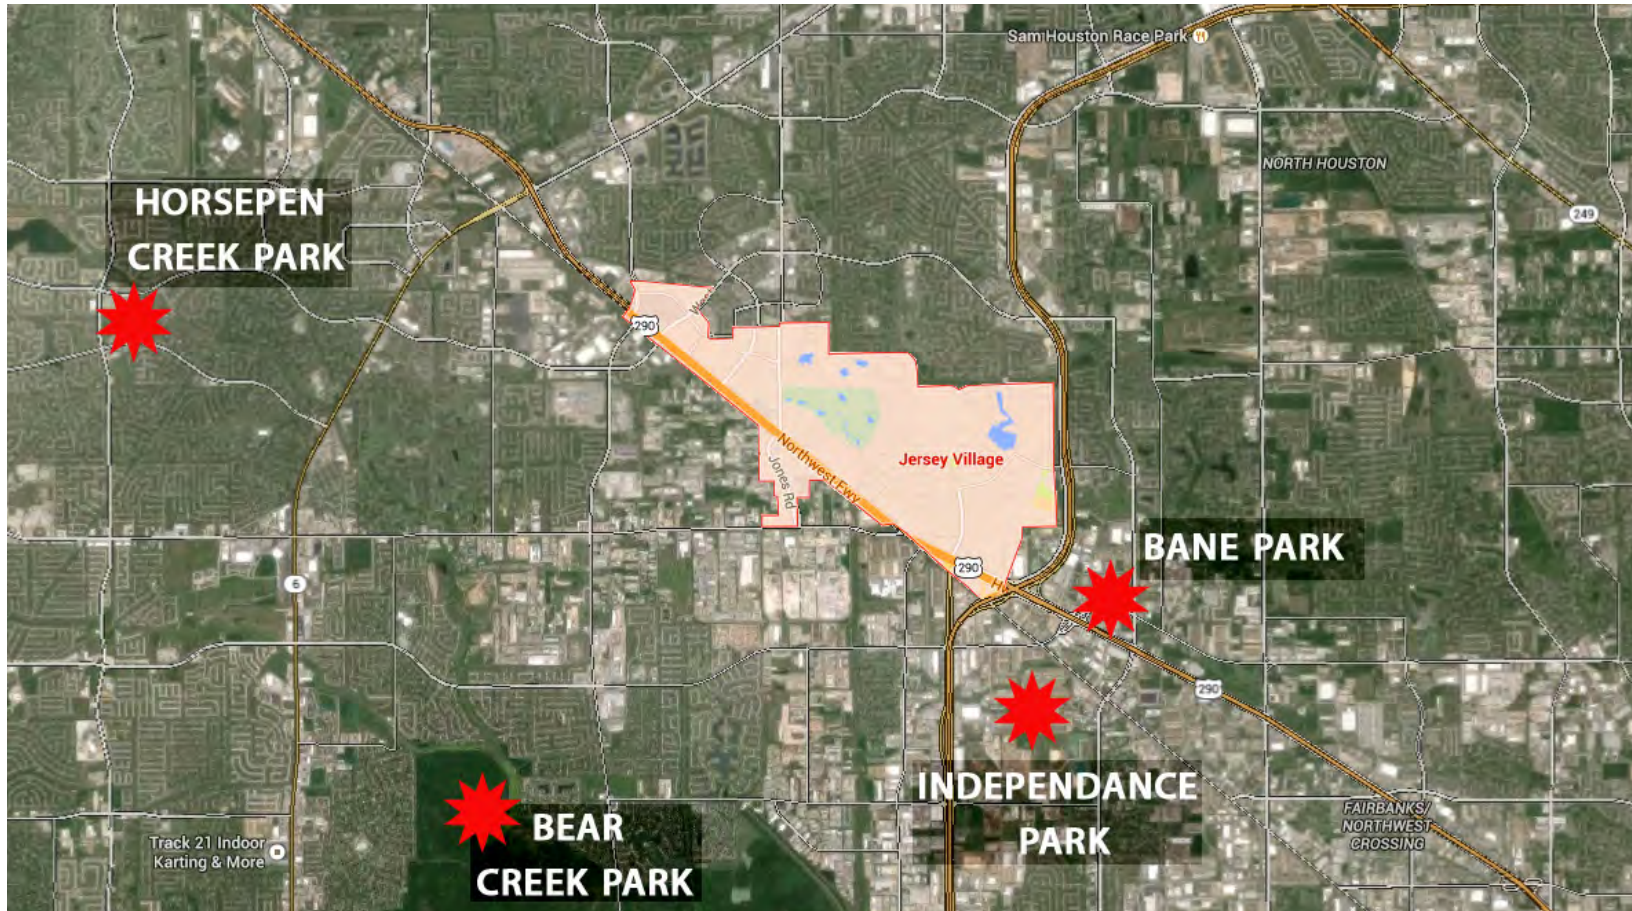 Sam Houston Race Park
NORTH HOUSTON
HORSEPEN
CREEK PARK
249
290
West
Jersey Village
Northwest Fwy
Jones Rd
BANE PARK
290
6
290
INDEPENDANCE
PARK
FAIRBANKS/
NORTHWEST
CROSSING
BEAR
CREEK PARK
Track 21 Indoor
Karting & More